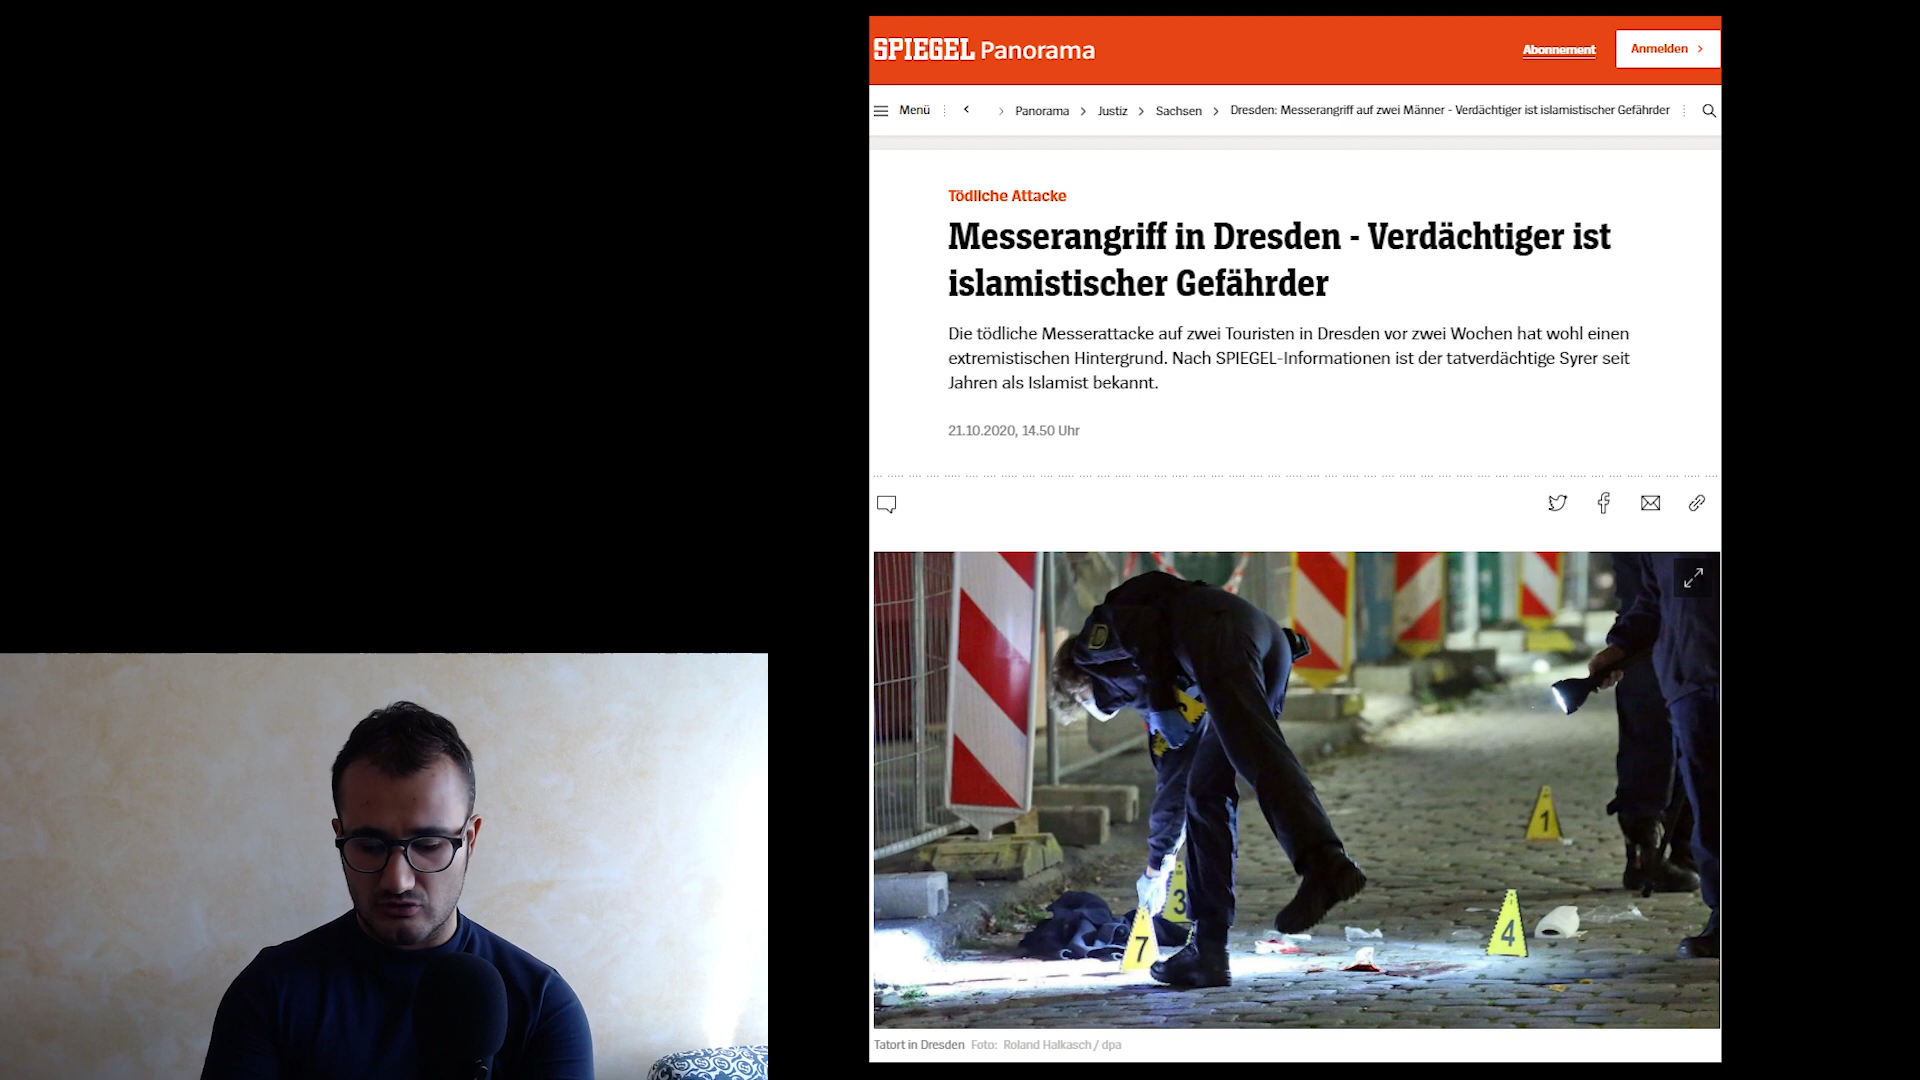 SPIEGEL Panorama
Abonnement
Anmelden
Menü
Panorama
Justiz
Sachsen
Dresden: Messerangriff auf zwei Männer - Verdächtiger ist islamistischer Gefährder
Tödliche Attacke
Messerangriff in Dresden - Verdächtiger ist
islamistischer Gefährder
Die tödliche Messerattacke auf zwei Touristen in Dresden vor zwei Wochen hat wohl einen
extremistischen Hintergrund. Nach SPIEGEL-Informationen ist der tatverdächtige Syrer seit
Jahren als Islamist bekannt.
21.10.2020, 14.50 Uhr
1
3
7
4
Tatort in Dresden Foto: Roland Halkasch / dpa